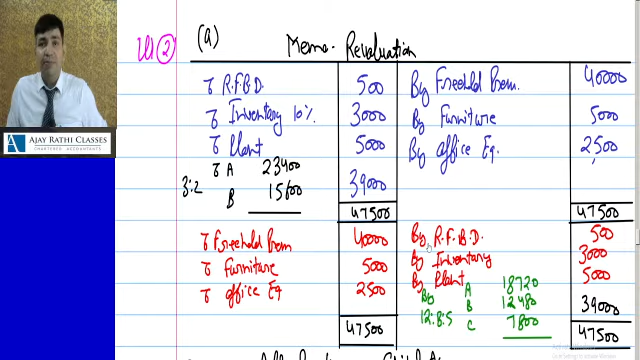 Ill ②
(a) Memo. Revaluation
To R.F.B.D. 500 By Freehold Prem. 40000
To Inventory 10% 3000 By Furniture 5000
To Plant 5000 By office Eq. 2500
To A 23400
3:2 B 15600 39000
47500 47500
To Freehold Prem 40000 By R.F.B.D. 500
To Furniture 5000 By Inventory 3000
To office Eq 2500 By Plant 5000
By A 18720
B 12480 39000
12:8:5 C 7800
47500 47500
AJAY RATHI CLASSES
CHARTERED ACCOUNTANTS